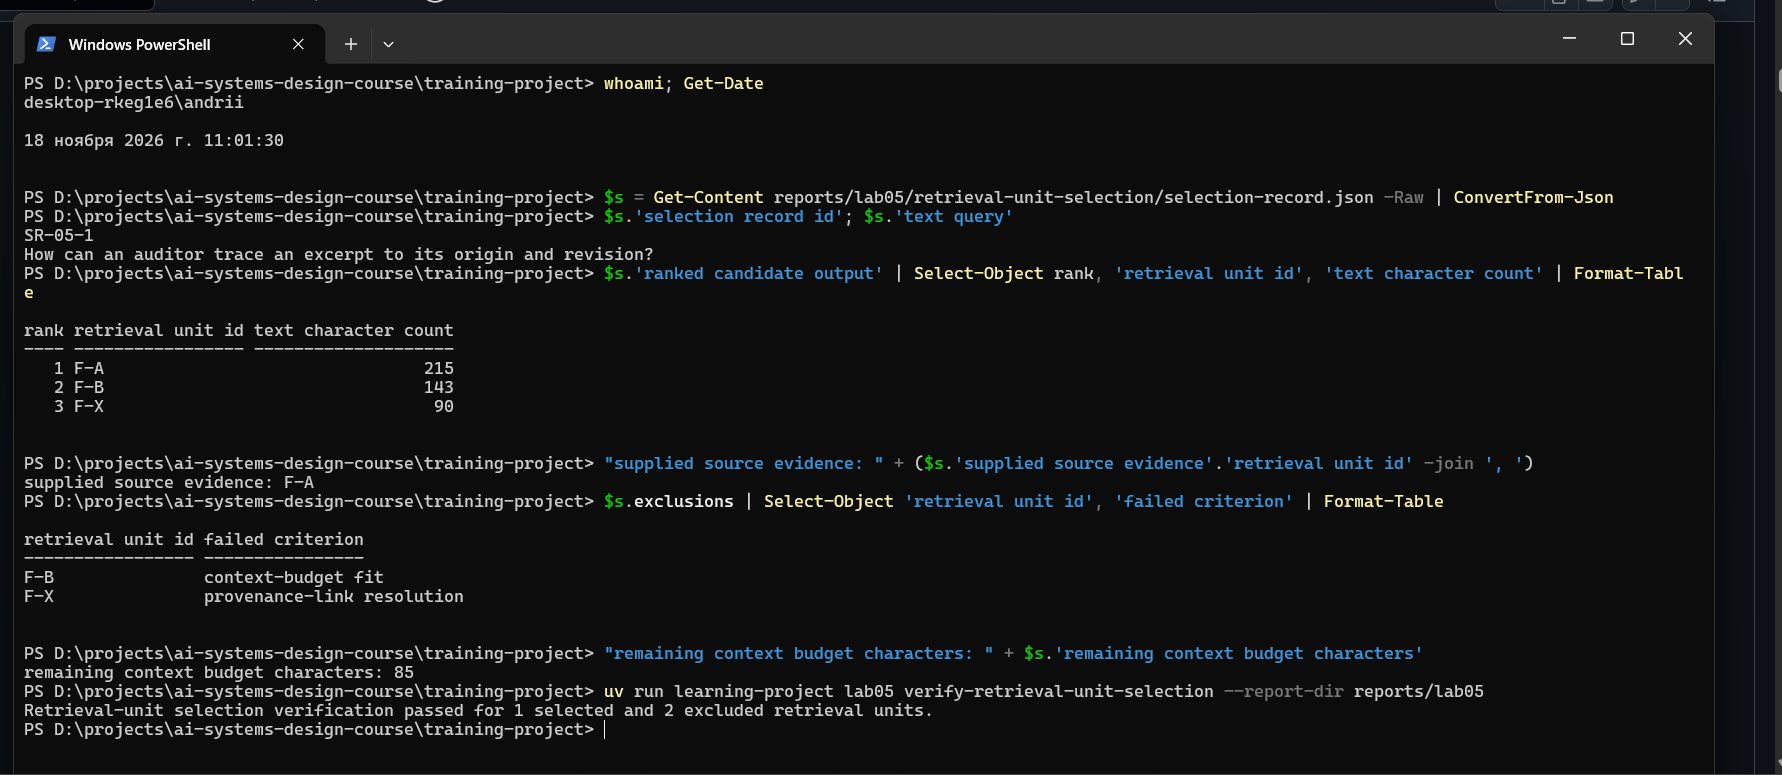 Windows PowerShell
PS D:\projects\ai-systems-design-course\training-project> whoami; Get-Date
desktop-rkeg1e6\andrii
18 ноября 2026 г. 11:01:30
PS D:\projects\ai-systems-design-course\training-project> $s = Get-Content reports/lab05/retrieval-unit-selection/selection-record.json -Raw | ConvertFrom-Json
PS D:\projects\ai-systems-design-course\training-project> $s.'selection record id'; $s.'text query'
SR-05-1
How can an auditor trace an excerpt to its origin and revision?
PS D:\projects\ai-systems-design-course\training-project> $s.'ranked candidate output' | Select-Object rank, 'retrieval unit id', 'text character count' | Format-Tabl
e
rank retrieval unit id text character count
---- ----------------- --------------------
1 F-A 215
2 F-B 143
3 F-X 90
PS D:\projects\ai-systems-design-course\training-project> "supplied source evidence: " + ($s.'supplied source evidence'.'retrieval unit id' -join ', ')
supplied source evidence: F-A
PS D:\projects\ai-systems-design-course\training-project> $s.exclusions | Select-Object 'retrieval unit id', 'failed criterion' | Format-Table
retrieval unit id failed criterion
----------------- ----------------
F-B context-budget fit
F-X provenance-link resolution
PS D:\projects\ai-systems-design-course\training-project> "remaining context budget characters: " + $s.'remaining context budget characters'
remaining context budget characters: 85
PS D:\projects\ai-systems-design-course\training-project> uv run learning-project lab05 verify-retrieval-unit-selection --report-dir reports/lab05
Retrieval-unit selection verification passed for 1 selected and 2 excluded retrieval units.
PS D:\projects\ai-systems-design-course\training-project>